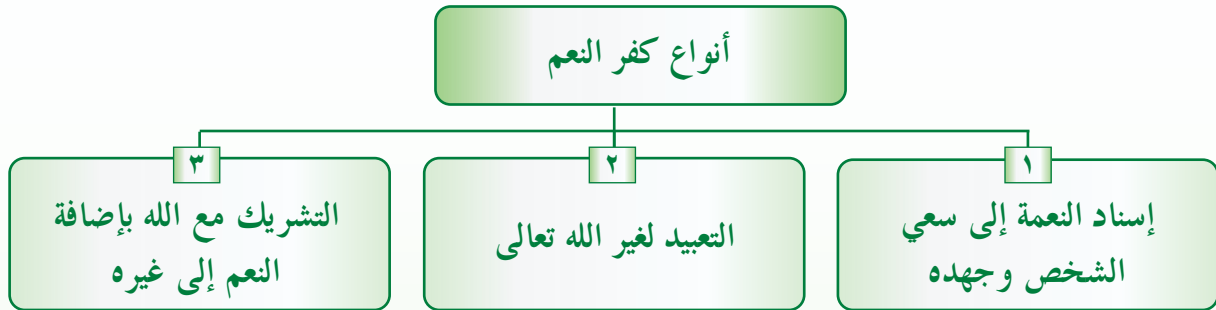 أنواع كفر النعم
١
إسناد النعمة إلى سعي
الشخص وجهده
٢
التعبيد لغير الله تعالى
٣
التشريك مع الله بإضافة
النعم إلى غيره